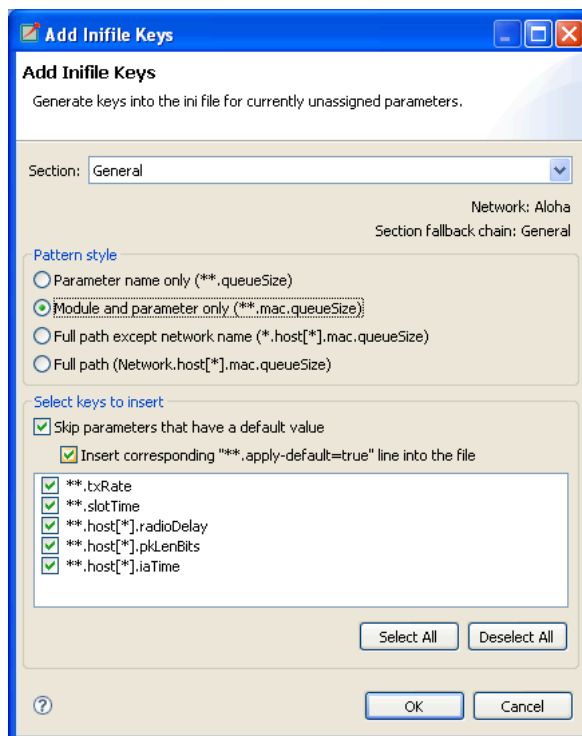 Add Inifile Keys
Add Inifile Keys
Generate keys into the ini file for currently unassigned parameters.
Section: General
Network: Aloha
Section fallback chain: General
Pattern style
Parameter name only (**.queueSize)
Module and parameter only (**.mac.queueSize)
Full path except network name (*.host[*].mac.queueSize)
Full path (Network.host[*].mac.queueSize)
Select keys to insert
Skip parameters that have a default value
Insert corresponding "**.apply-default=true" line into the file
**.txRate
**.slotTime
**.host[*].radioDelay
**.host[*].pkLenBits
**.host[*].iaTime
Select All Deselect All
? OK Cancel